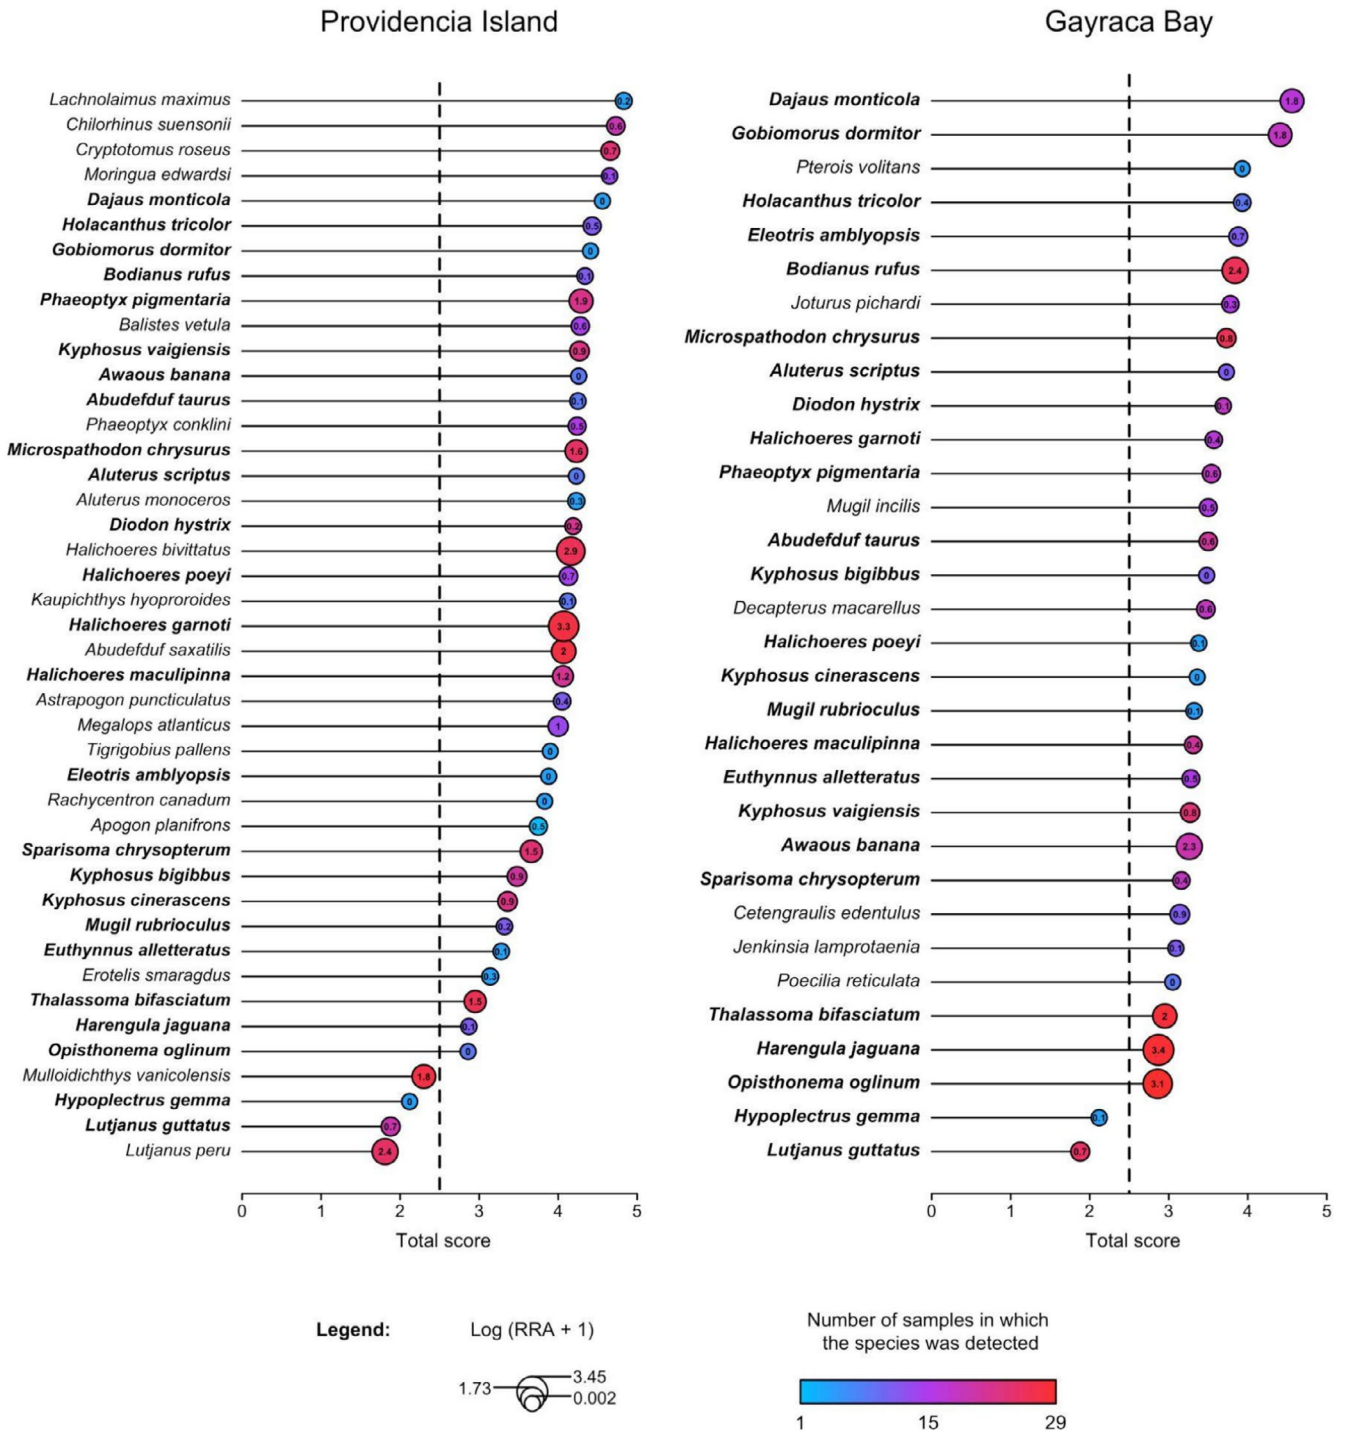 Providencia Island
Lachnolaimus maximus 0.2
Chilorhinus suensonii 0.6
Cryptotomus roseus 0.7
Moringua edwardsi 0.1
Dajaus monticola 0
Holacanthus tricolor 0.5
Gobiomorus dormitor 0
Bodianus rufus 0.1
Phaeoptyx pigmentaria 1.9
Balistes vetula 0.6
Kyphosus vaigiensis 0.9
Awaous banana 0
Abudefduf taurus 0.1
Phaeoptyx conklini 0.5
Microspathodon chrysurus 1.6
Aluterus scriptus 0
Aluterus monoceros 0.3
Diodon hystrix 0.2
Halichoeres bivittatus 2.9
Halichoeres poeyi 0.7
Kaupichthys hyoproroides 0.1
Halichoeres garnoti 3.3
Abudefduf saxatilis 2
Halichoeres maculipinna 1.2
Astrapogon puncticulatus 0.4
Megalops atlanticus 1
Tigrigobius pallens 0
Eleotris amblyopsis 0
Rachycentron canadum 0
Apogon planifrons 0.5
Sparisoma chrysopterum 1.5
Kyphosus bigibbus 0.9
Kyphosus cinerascens 0.9
Mugil rubrioculus 0.2
Euthynnus alletteratus 0.1
Erotelis smaragdus 0.3
Thalassoma bifasciatum 1.5
Harengula jaguana 0.1
Opisthonema oglinum 0
Mulloidichthys vanicolensis 1.8
Hypoplectrus gemma 0
Lutjanus guttatus 0.7
Lutjanus peru 2.4
0 1 2 3 4 5
Total score
Gayraca Bay
Dajaus monticola 1.8
Gobiomorus dormitor 1.8
Pterois volitans 0
Holacanthus tricolor 0.4
Eleotris amblyopsis 0.7
Bodianus rufus 2.4
Joturus pichardi 0.3
Microspathodon chrysurus 0.8
Aluterus scriptus 0
Diodon hystrix 0.1
Halichoeres garnoti 0.4
Phaeoptyx pigmentaria 0.6
Mugil incilis 0.5
Abudefduf taurus 0.6
Kyphosus bigibbus 0
Decapterus macarellus 0.6
Halichoeres poeyi 0.1
Kyphosus cinerascens 0
Mugil rubrioculus 0.1
Halichoeres maculipinna 0.4
Euthynnus alletteratus 0.5
Kyphosus vaigiensis 0.8
Awaous banana 2.3
Sparisoma chrysopterum 0.4
Cetengraulis edentulus 0.9
Jenkinsia lamprotaenia 0.1
Poecilia reticulata 0
Thalassoma bifasciatum 2
Harengula jaguana 3.4
Opisthonema oglinum 3.1
Hypoplectrus gemma 0.1
Lutjanus guttatus 0.7
0 1 2 3 4 5
Total score
Legend:
Log (RRA + 1)
1.73
3.45
0.002
Number of samples in which
the species was detected
1 15 29